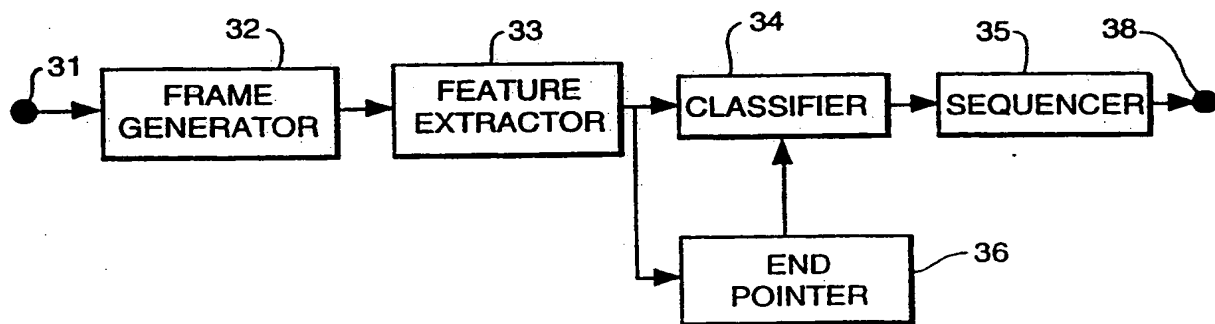 31
32
33
34
35
38
FRAME
GENERATOR
FEATURE
EXTRACTOR
CLASSIFIER
SEQUENCER
END
POINTER
36